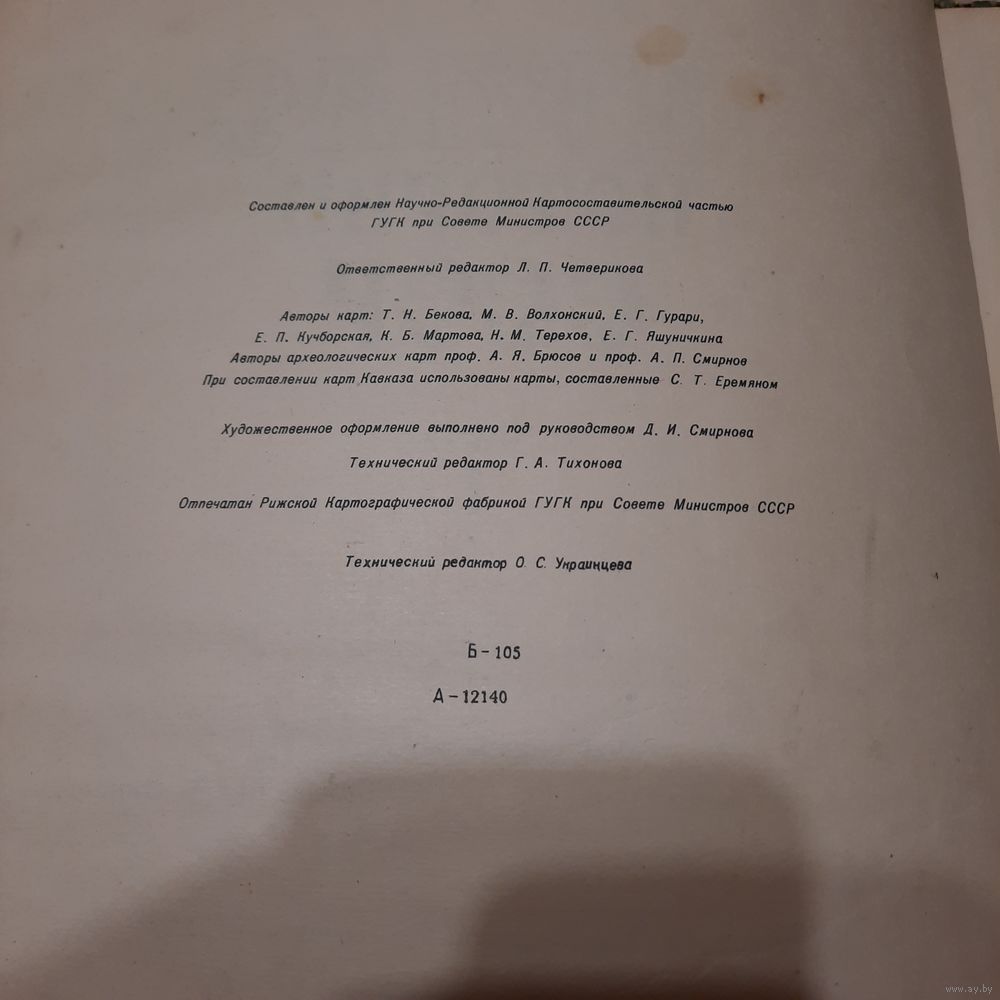 Составлен и оформлен Научно-Редакционной Картосоставительской частью
ГУГК при Совете Министров СССР
Ответственный редактор Л. П. Четверикова
Авторы карт: Т. Н. Бекова, М. В. Волхонский, Е. Г. Гурари,
Е. П. Кучборская, К. Б. Мартова, Н. М. Терехов, Е. Г. Яшуничкина
Авторы археологических карт проф. А. Я. Брюсов и проф. А. П. Смирнов
При составлении карт Кавказа использованы карты, составленные С. Т. Еремяном
Художественное оформление выполнено под руководством Д. И. Смирнова
Технический редактор Г. А. Тихонова
Отпечатан Рижской Картографической фабрикой ГУГК при Совете Министров СССР
Технический редактор О. С. Украинцева
Б-105
А-12140
www.ay.by